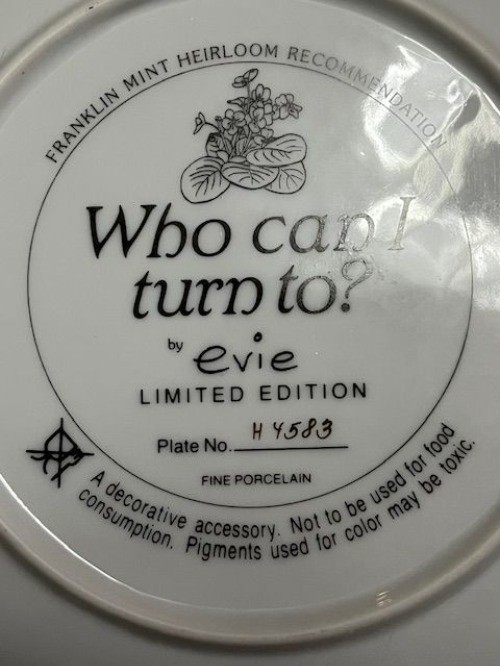 FRANKLIN MINT HEIRLOOM RECOMMENDATION
Who can I
turn to?
by evie
LIMITED EDITION
Plate No. H4583
FINE PORCELAIN
A decorative accessory. Not to be used for food
consumption. Pigments used for color may be toxic.